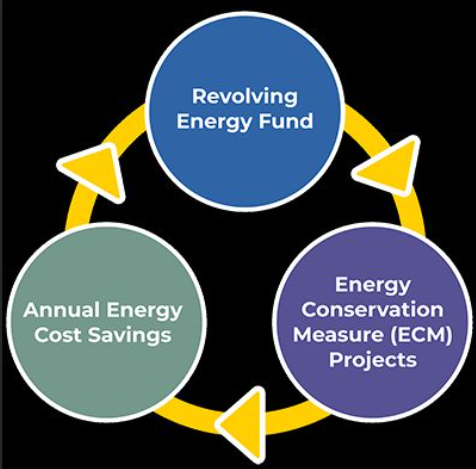 Revolving
Energy Fund
Energy
Conservation
Measure (ECM)
Projects
Annual Energy
Cost Savings